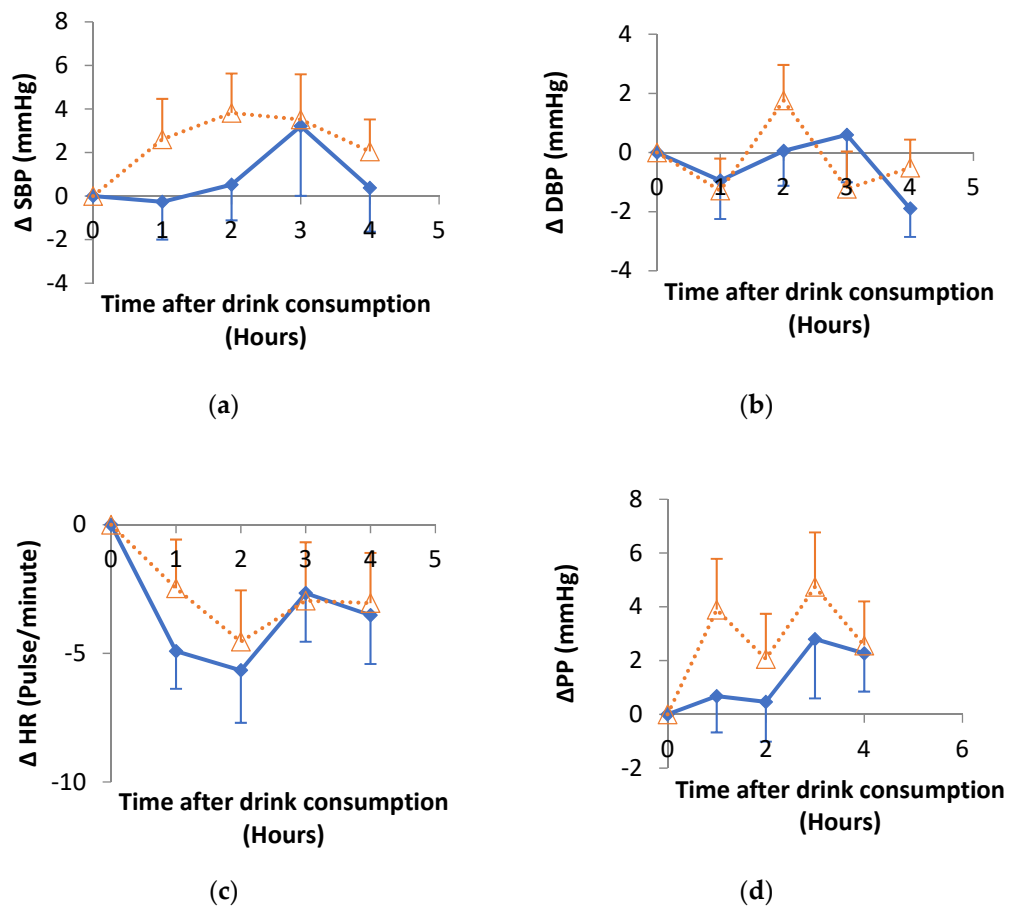 8
6
4
2
0
-2
-4
0 1 2 3 4 5
Δ SBP (mmHg)
Time after drink consumption
(Hours)
(a)
4
2
0
-2
-4
0 1 2 3 4 5
Δ DBP (mmHg)
Time after drink consumption
(Hours)
(b)
0
-5
-10
0 1 2 3 4 5
Δ HR (Pulse/minute)
Time after drink consumption
(Hours)
(c)
8
6
4
2
0
-2
0 2 4 6
ΔPP (mmHg)
Time after drink consumption
(Hours)
(d)